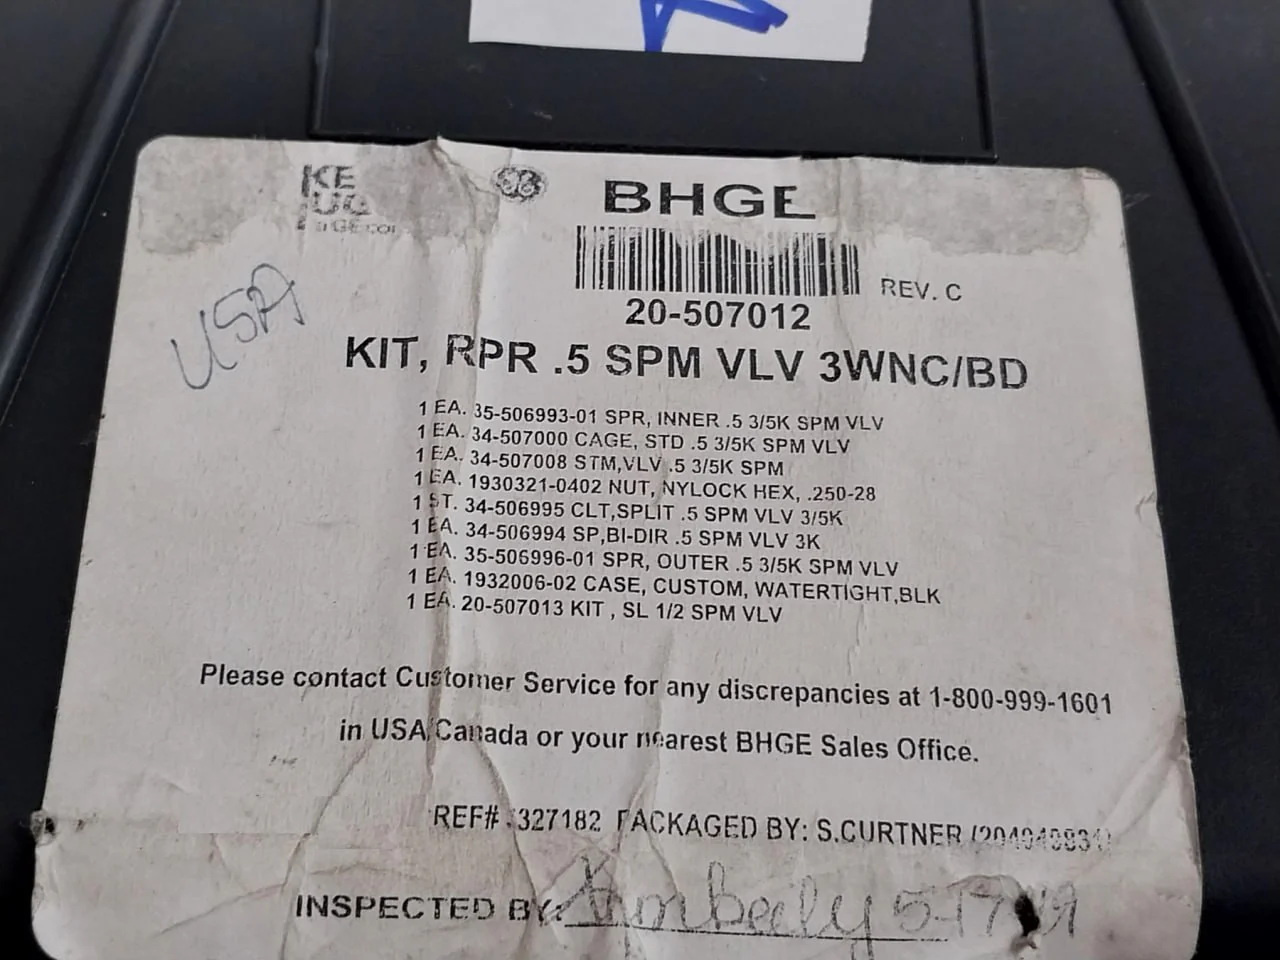 KE
BHGE
REV. C
20-507012
USA
KIT, RPR .5 SPM VLV 3WNC/BD
1 EA. 35-506993-01 SPR, INNER .5 3/5K SPM VLV
1 EA. 34-507000 CAGE, STD .5 3/5K SPM VLV
1 EA. 34-507008 STM,VLV .5 3/5K SPM
1 EA. 1930321-0402 NUT, NYLOCK HEX, .250-28
1 ST. 34-506995 CLT,SPLIT .5 SPM VLV 3/5K
1 EA. 34-506994 SP,BI-DIR .5 SPM VLV 3K
1 EA. 35-506996-01 SPR, OUTER .5 3/5K SPM VLV
1 EA. 1932006-02 CASE, CUSTOM, WATERTIGHT,BLK
1 EA. 20-507013 KIT , SL 1/2 SPM VLV
Please contact Customer Service for any discrepancies at 1-800-999-1601
in USA/Canada or your nearest BHGE Sales Office.
REF# 327182 PACKAGED BY: S.CURTNER
INSPECTED BY: